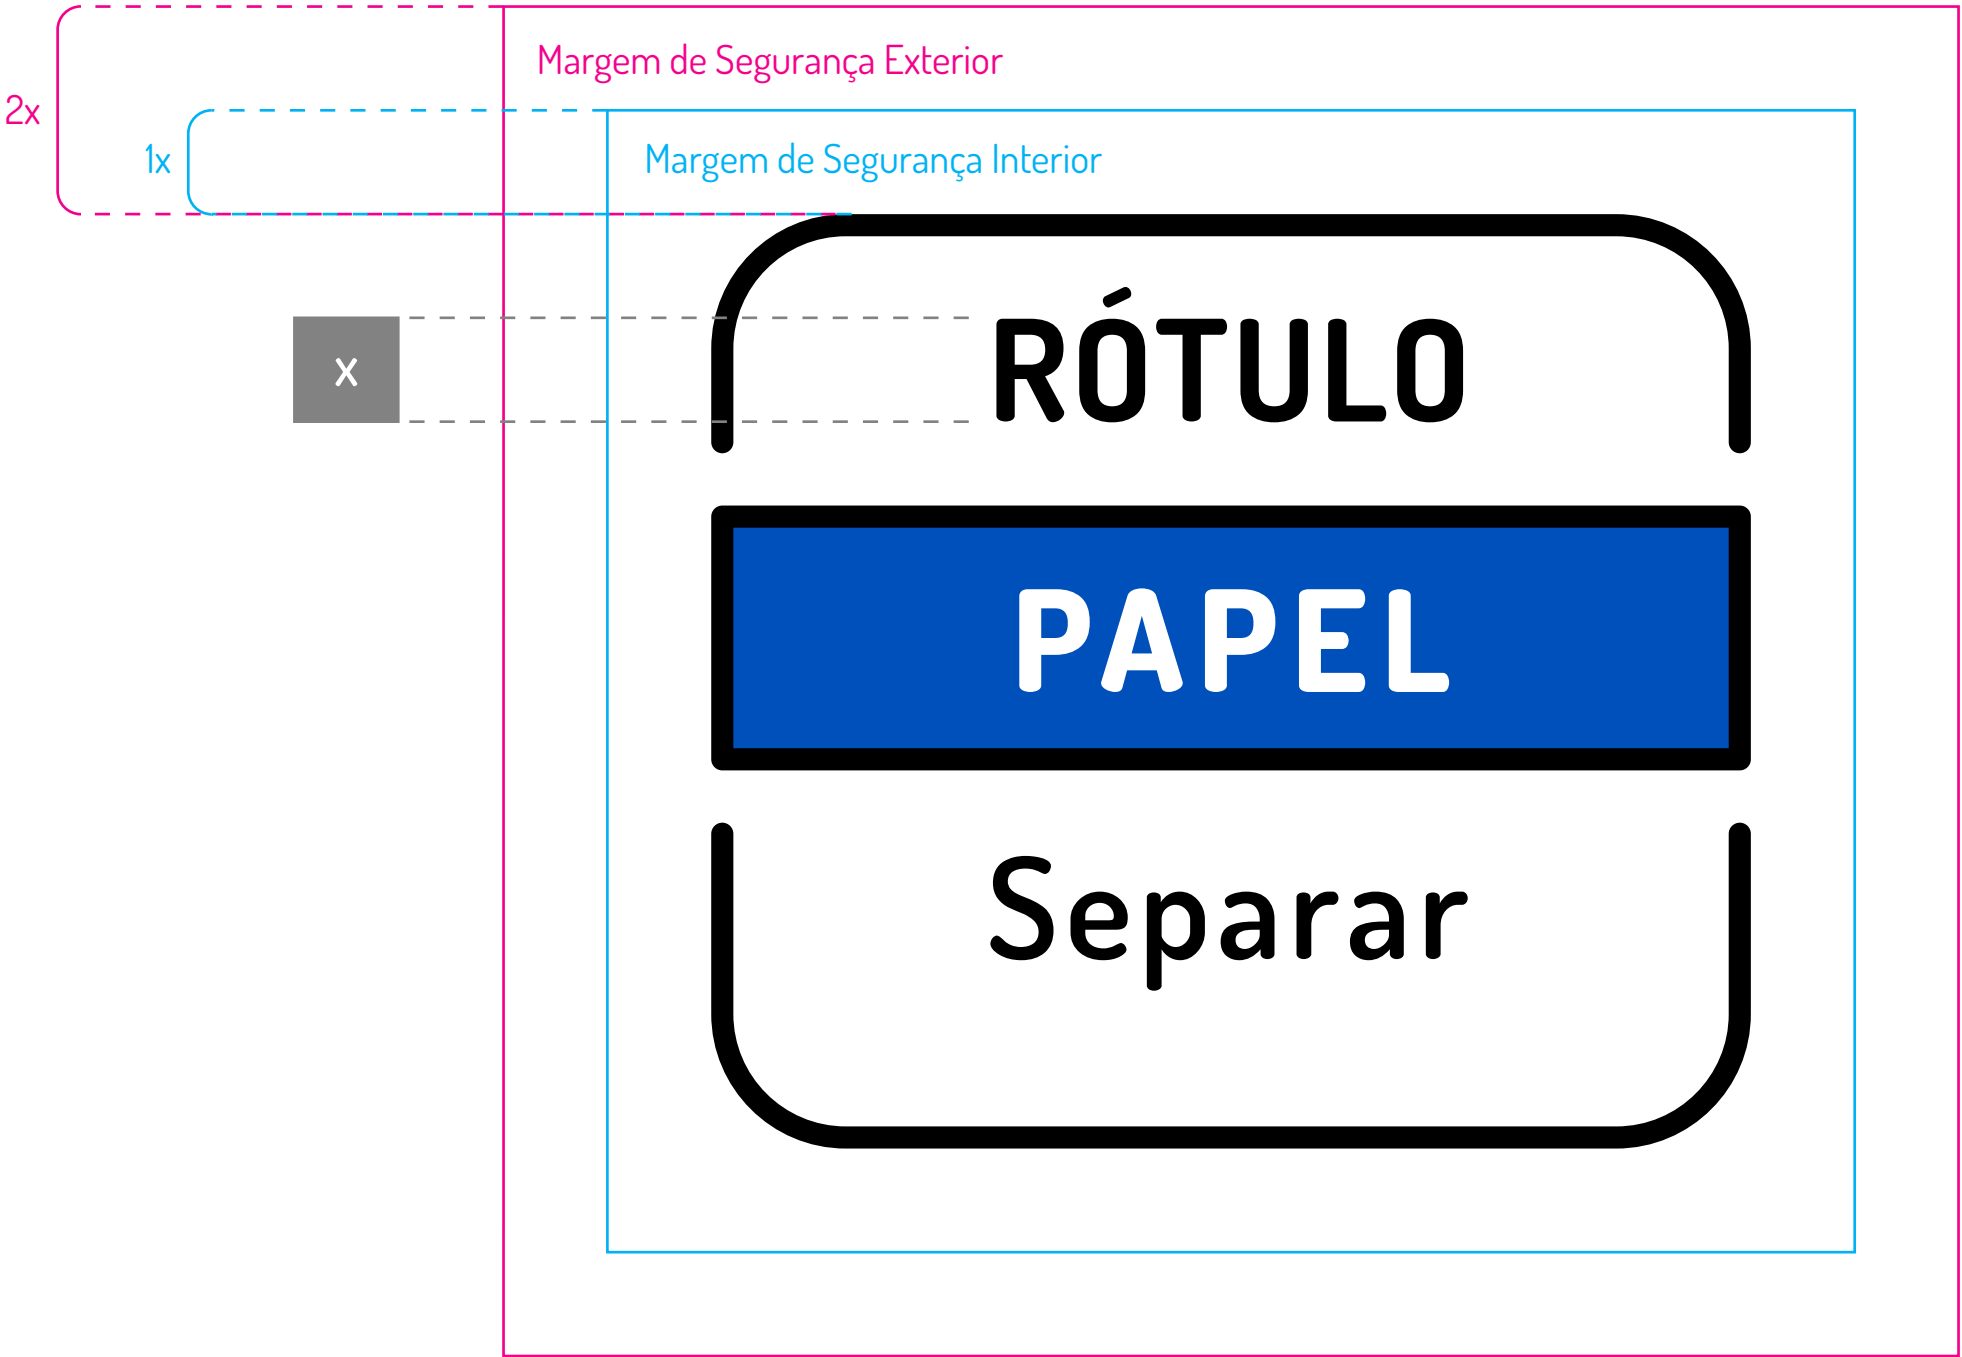 Margem de Segurança Exterior
2x
1x
Margem de Segurança Interior
x
RÓTULO
PAPEL
Separar